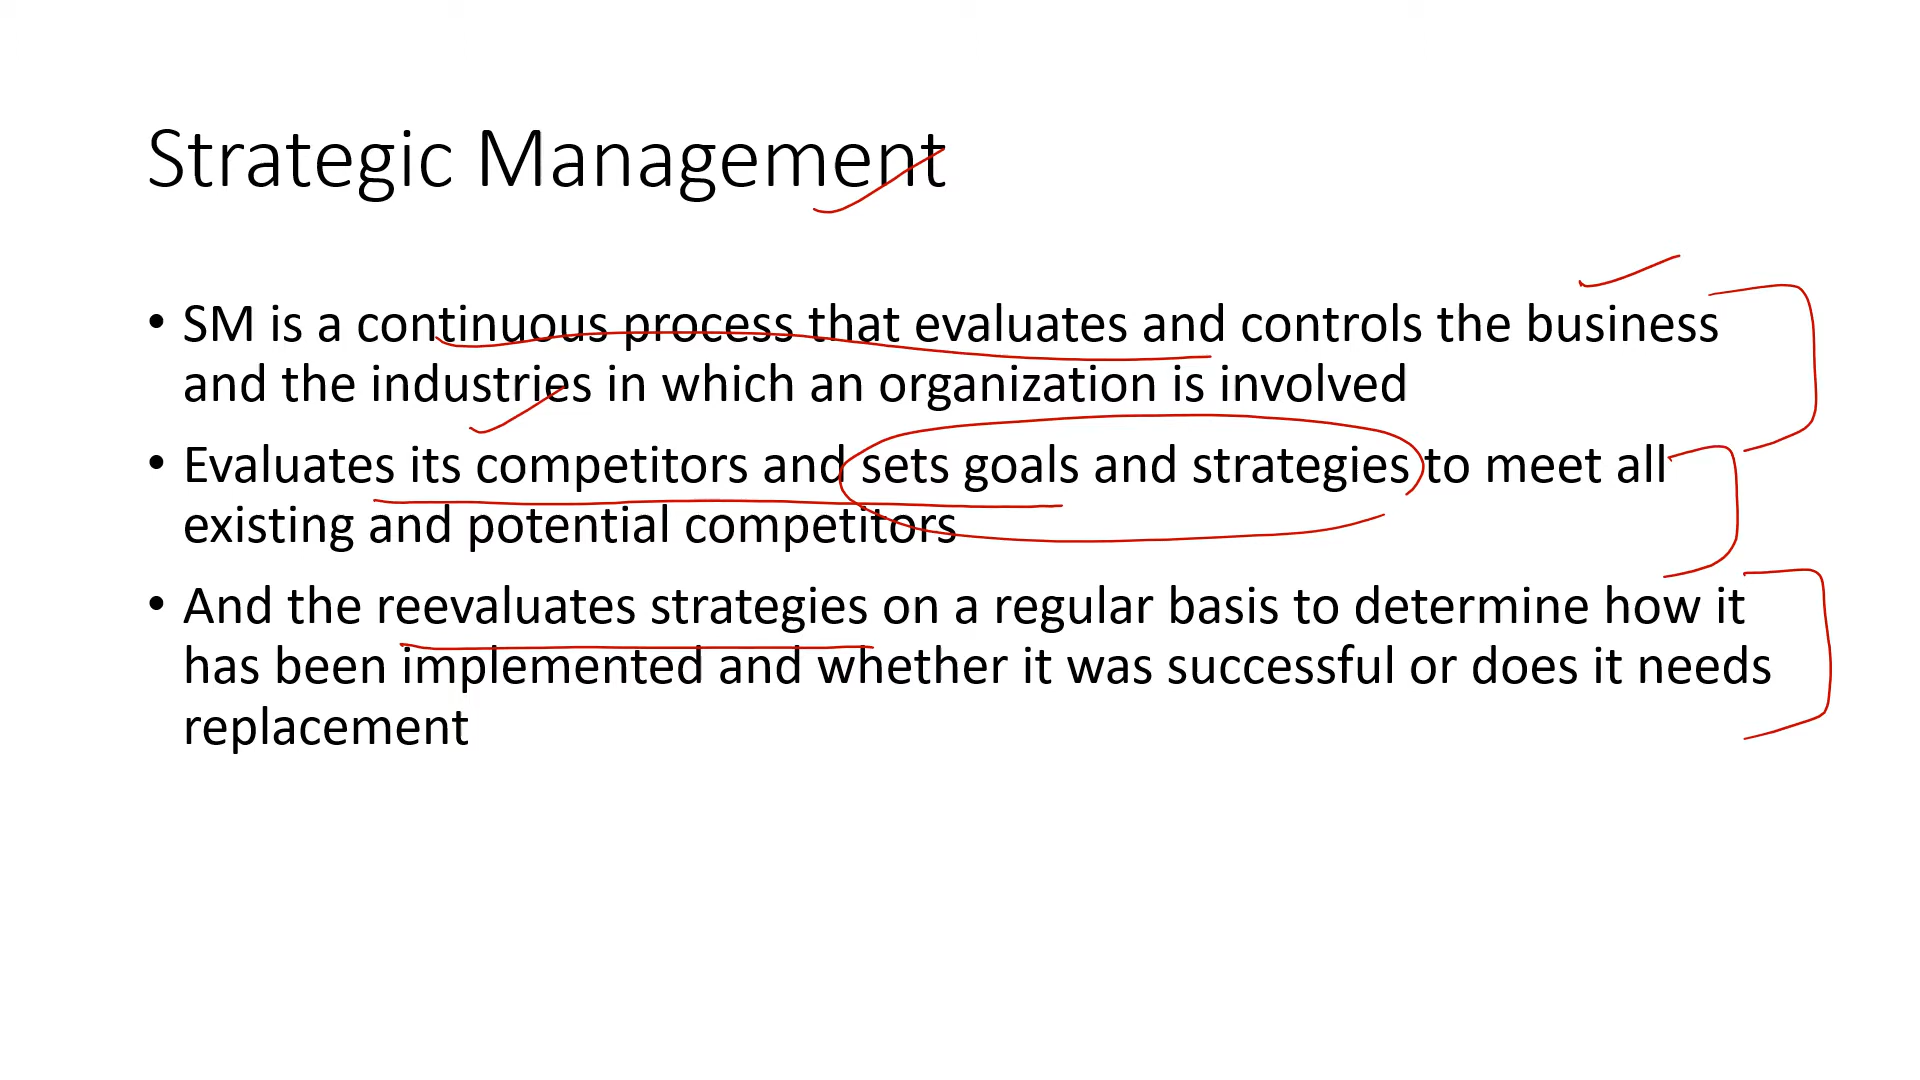 Strategic Management
• SM is a continuous process that evaluates and controls the business
and the industries in which an organization is involved
• Evaluates its competitors and sets goals and strategies to meet all
existing and potential competitors
• And the reevaluates strategies on a regular basis to determine how it
has been implemented and whether it was successful or does it needs
replacement